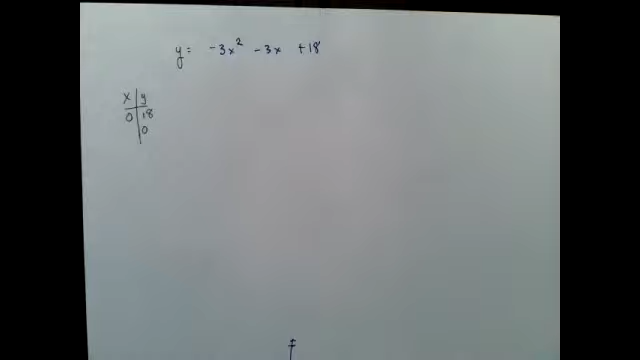 y = -3x² - 3x + 18
x y
0 18
0